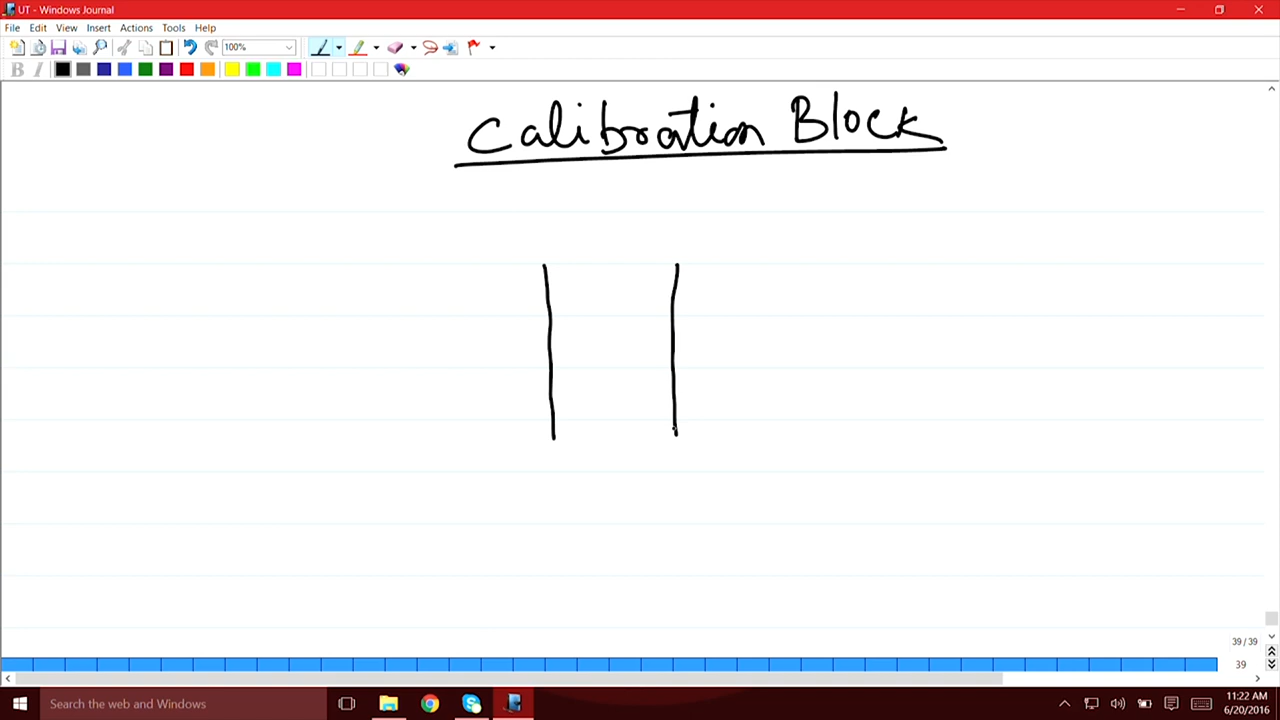 UT - Windows Journal
File Edit View Insert Actions Tools Help
100%
B I
Calibration Block
39 / 39
39
Search the web and Windows
11:22 AM
6/20/2016